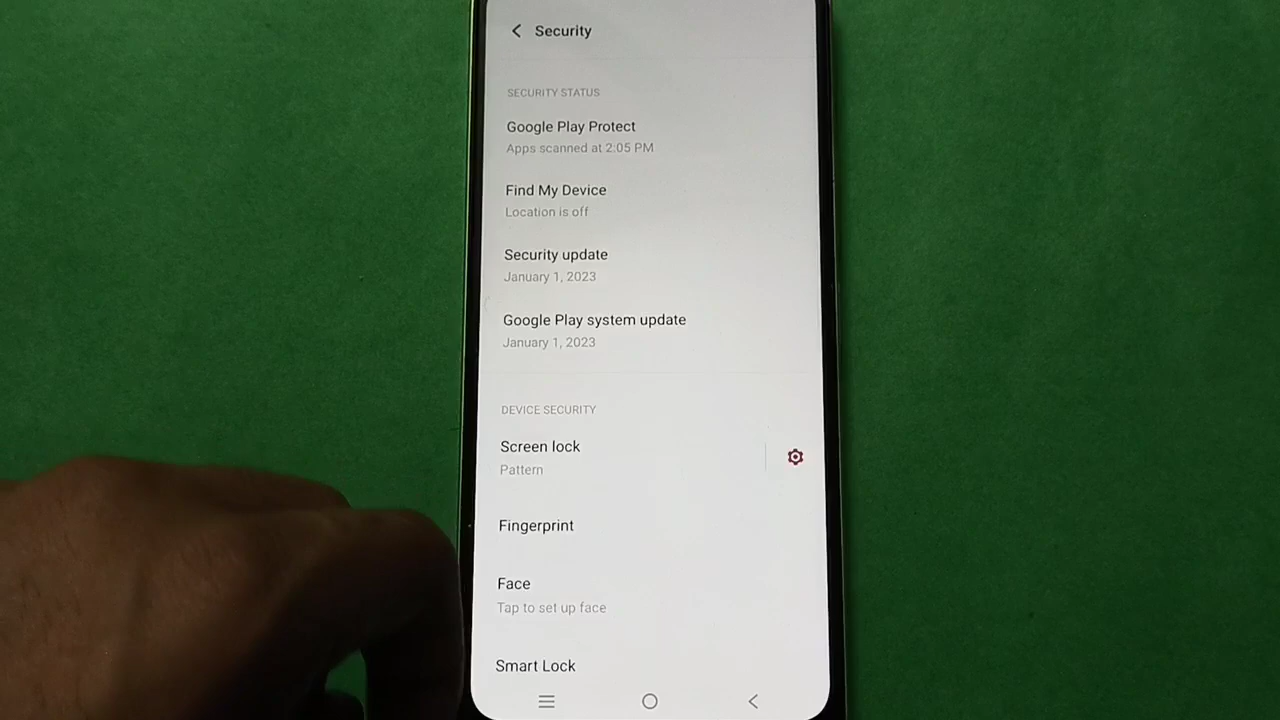 Security
SECURITY STATUS
Google Play Protect
Apps scanned at 2:05 PM
Find My Device
Location is off
Security update
January 1, 2023
Google Play system update
January 1, 2023
DEVICE SECURITY
Screen lock
Pattern
Fingerprint
Face
Tap to set up face
Smart Lock